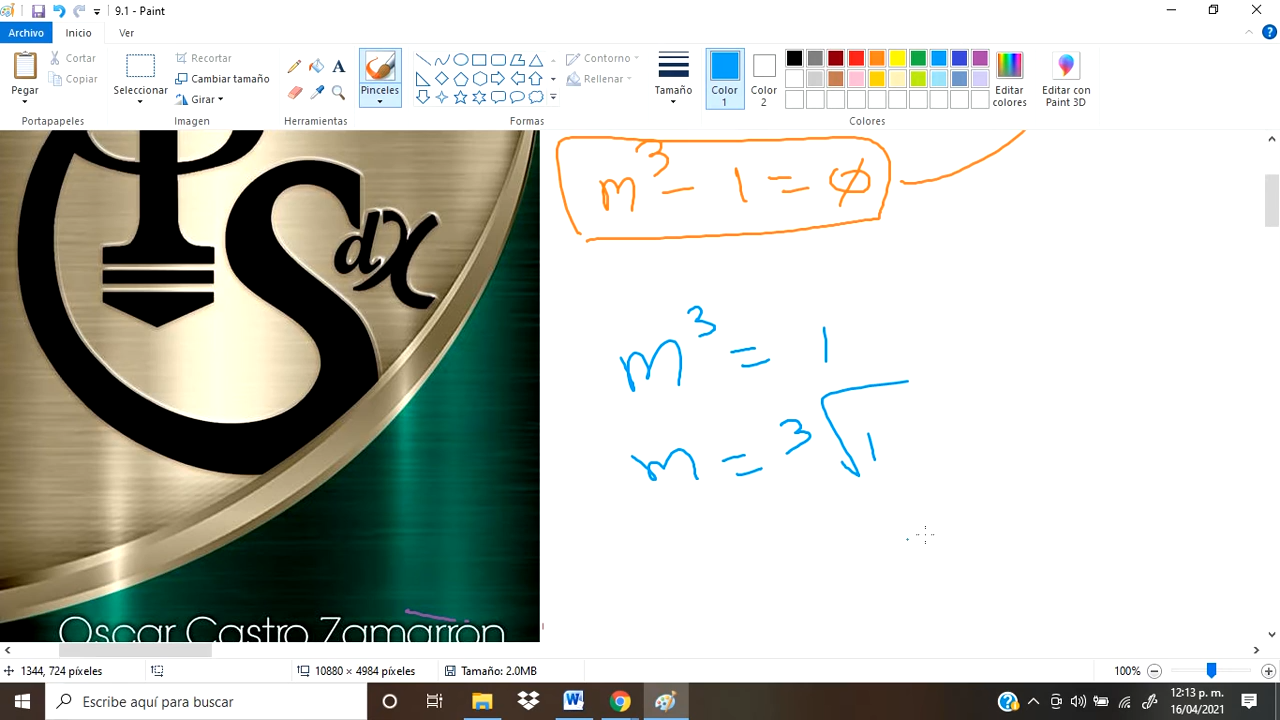 9.1 - Paint
Archivo Inicio Ver
Pegar
Cortar
Copiar
Portapapeles
Seleccionar
Recortar
Cambiar tamaño
Girar
Imagen
A
Herramientas
Pinceles
Contorno
Rellenar
Formas
Tamaño
Color 1
Color 2
Editar colores
Editar con Paint 3D
Colores
PS dx
Oscar Castro Zamarrón
m³ - 1 = ∅
m³ = 1
m = ³√1
1344, 724 píxeles
10880 × 4984 píxeles
Tamaño: 2.0MB
100%
Escribe aquí para buscar
12:13 p. m.
16/04/2021